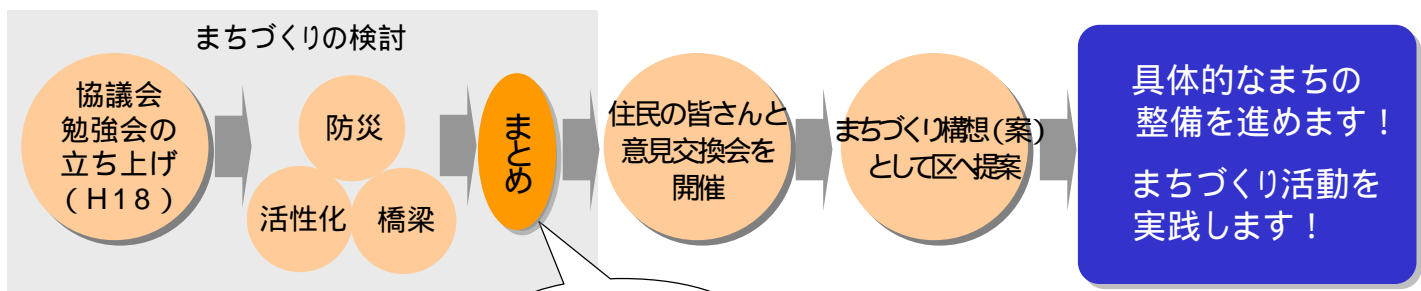 まちづくりの検討
協議会
勉強会の
立ち上げ
(H18)
防災
活性化
橋梁
まとめ
住民の皆さんと
意見交換会を
開催
まちづくり構想(案)
として区へ提案
具体的なまちの
整備を進めます!
まちづくり活動を
実践します!